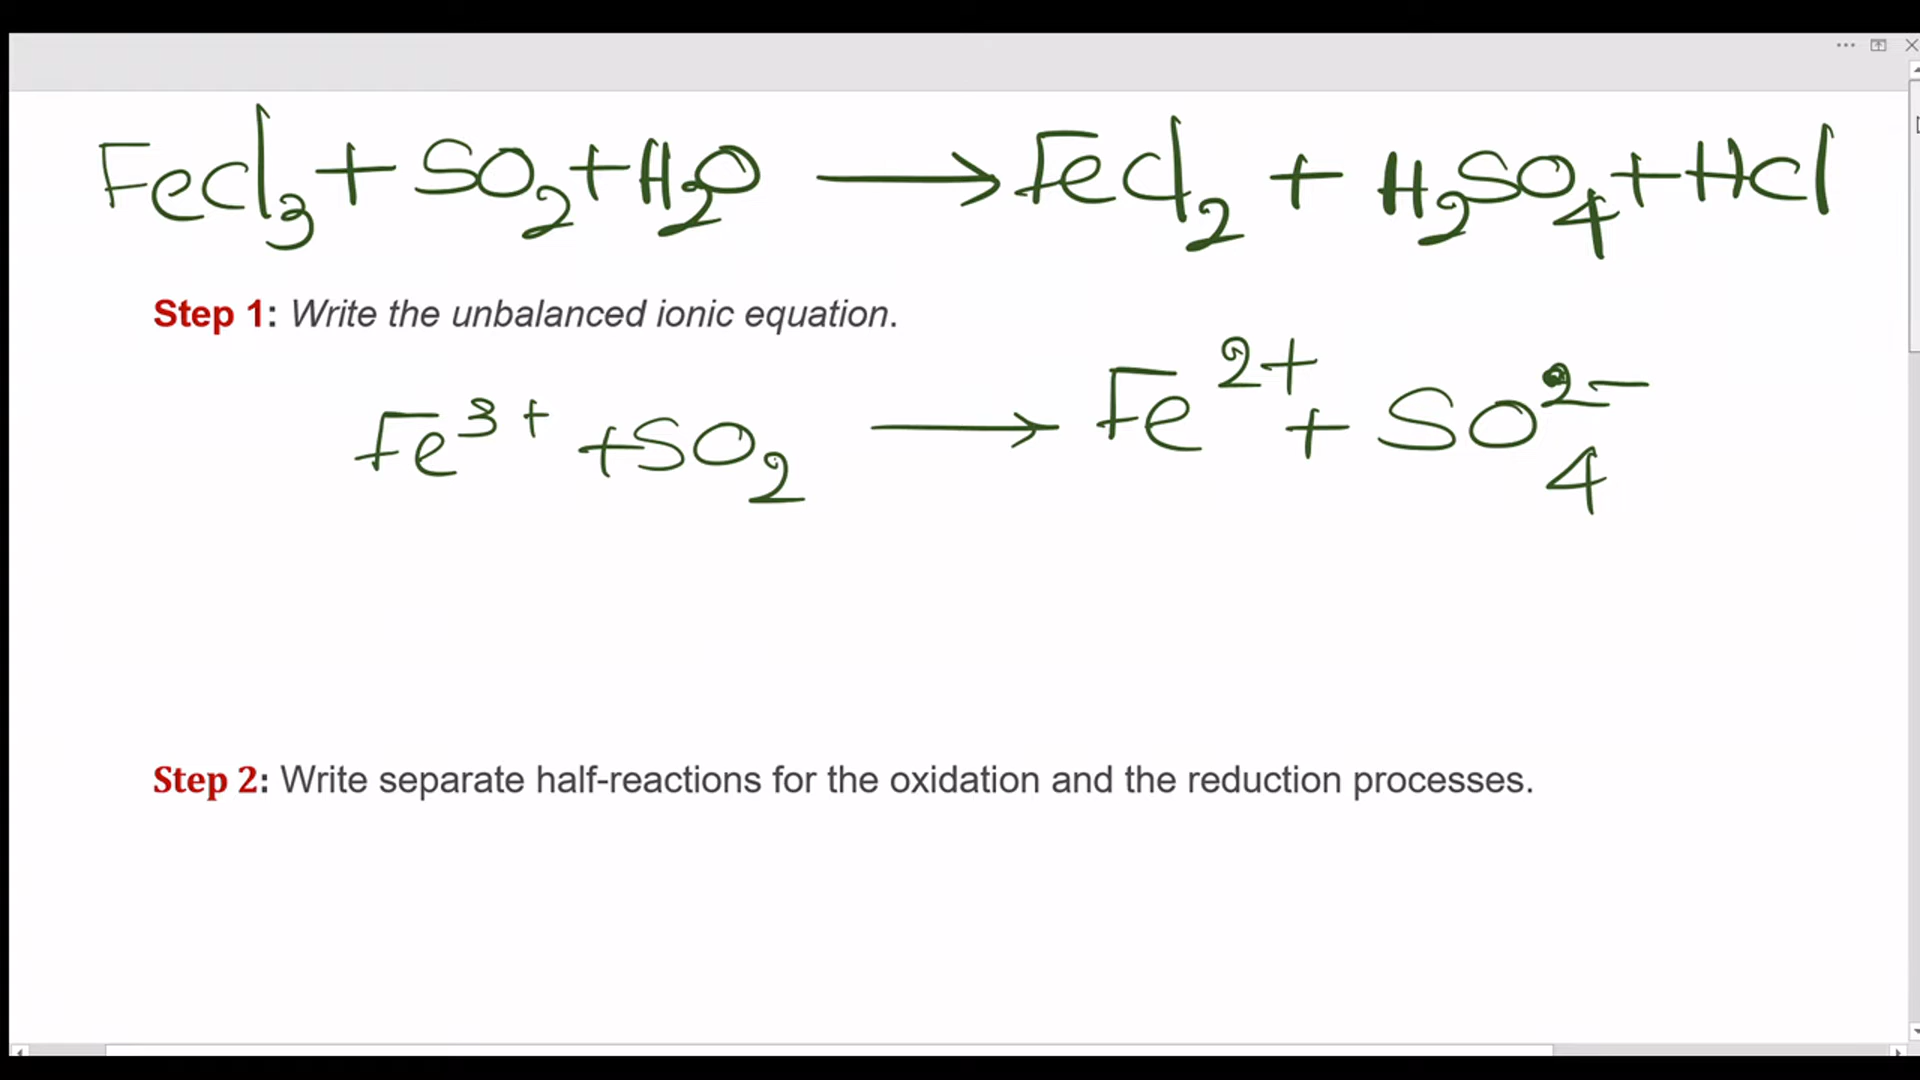 FeCl₃ + SO₂ + H₂O ⟶ FeCl₂ + H₂SO₄ + HCl
Step 1: Write the unbalanced ionic equation.
Fe³⁺ + SO₂ ⟶ Fe²⁺ + SO₄²⁻
Step 2: Write separate half-reactions for the oxidation and the reduction processes.